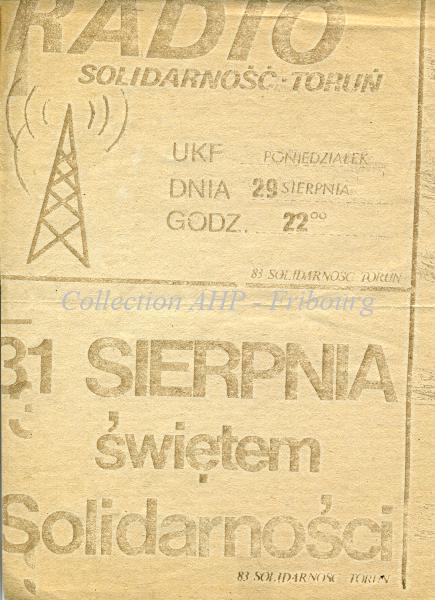 RADIO
SOLIDARNOŚĆ-TORUŃ
UKF PONIEDZIAŁEK
DNIA 29 SIERPNIA
GODZ. 22⁰⁰
83 SOLIDARNOŚĆ TORUŃ
Collection AHP - Fribourg
31 SIERPNIA
świętem
Solidarności
83 SOLIDARNOŚĆ TORUŃ